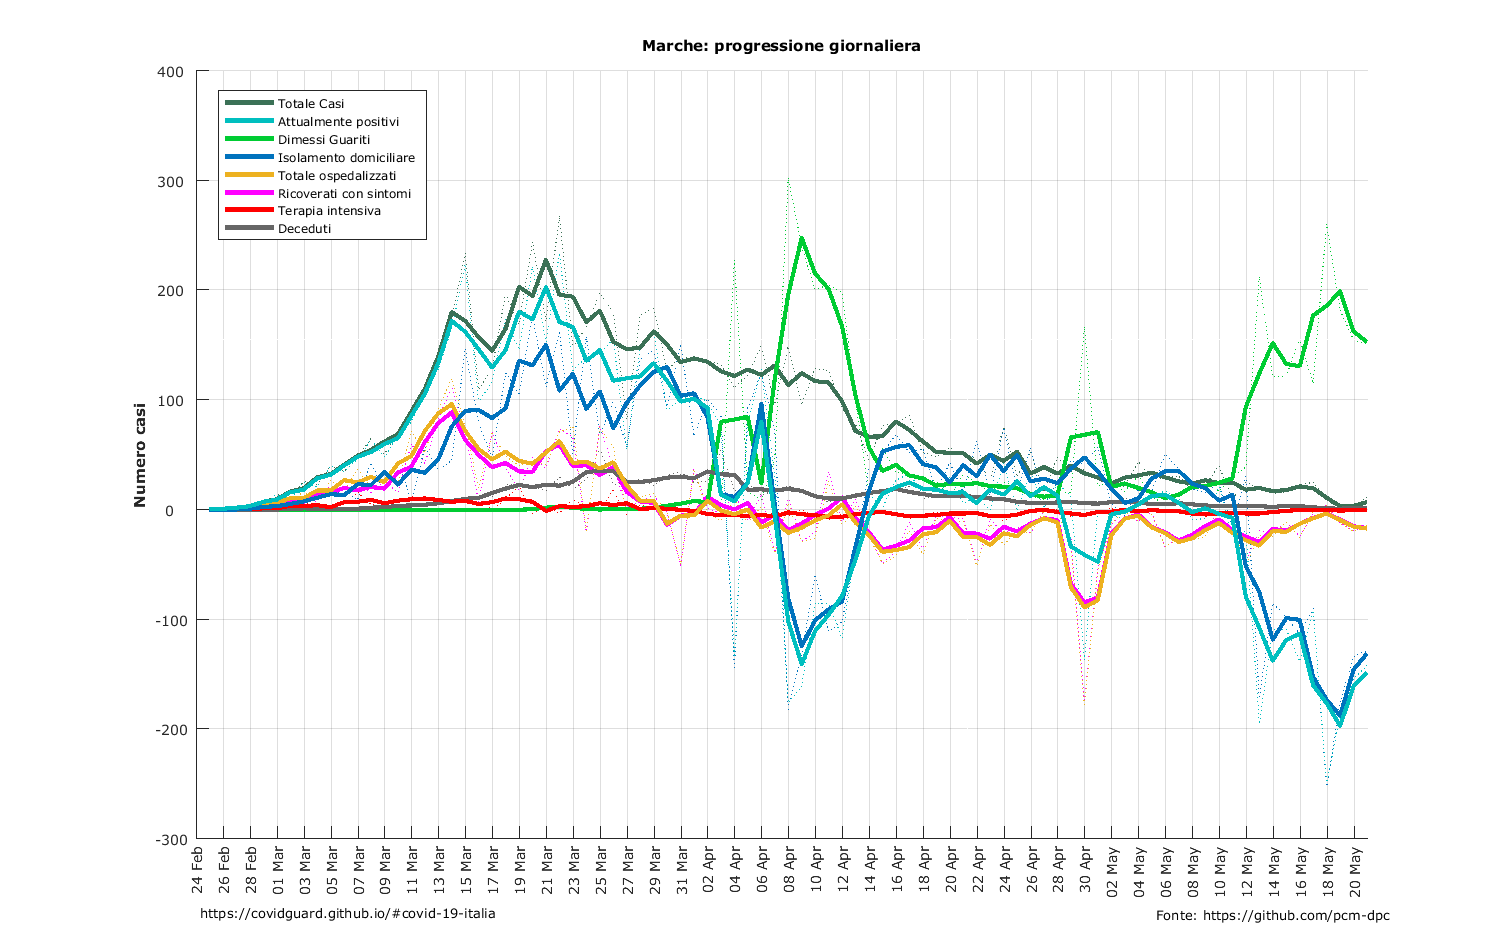 Marche: progressione giornaliera
400
300
200
100
0
-100
-200
-300
Numero casi
Totale Casi
Attualmente positivi
Dimessi Guariti
Isolamento domiciliare
Totale ospedalizzati
Ricoverati con sintomi
Terapia intensiva
Deceduti
24 Feb
26 Feb
28 Feb
01 Mar
03 Mar
05 Mar
07 Mar
09 Mar
11 Mar
13 Mar
15 Mar
17 Mar
19 Mar
21 Mar
23 Mar
25 Mar
27 Mar
29 Mar
31 Mar
02 Apr
04 Apr
06 Apr
08 Apr
10 Apr
12 Apr
14 Apr
16 Apr
18 Apr
20 Apr
22 Apr
24 Apr
26 Apr
28 Apr
30 Apr
02 May
04 May
06 May
08 May
10 May
12 May
14 May
16 May
18 May
20 May
https://covidguard.github.io/#covid-19-italia
Fonte: https://github.com/pcm-dpc